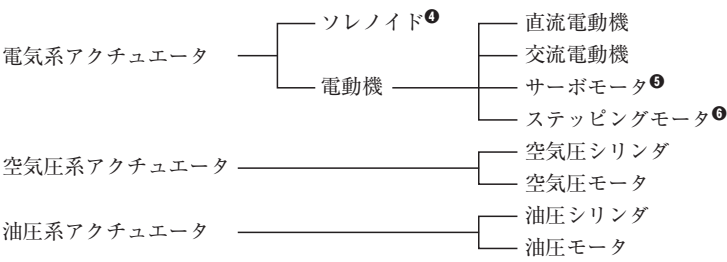 ソレノイド❹
直流電動機
交流電動機
電気系アクチュエータ
電動機
サーボモータ❺
ステッピングモータ❻
空気圧シリンダ
空気圧系アクチュエータ
空気圧モータ
油圧シリンダ
油圧系アクチュエータ
油圧モータ